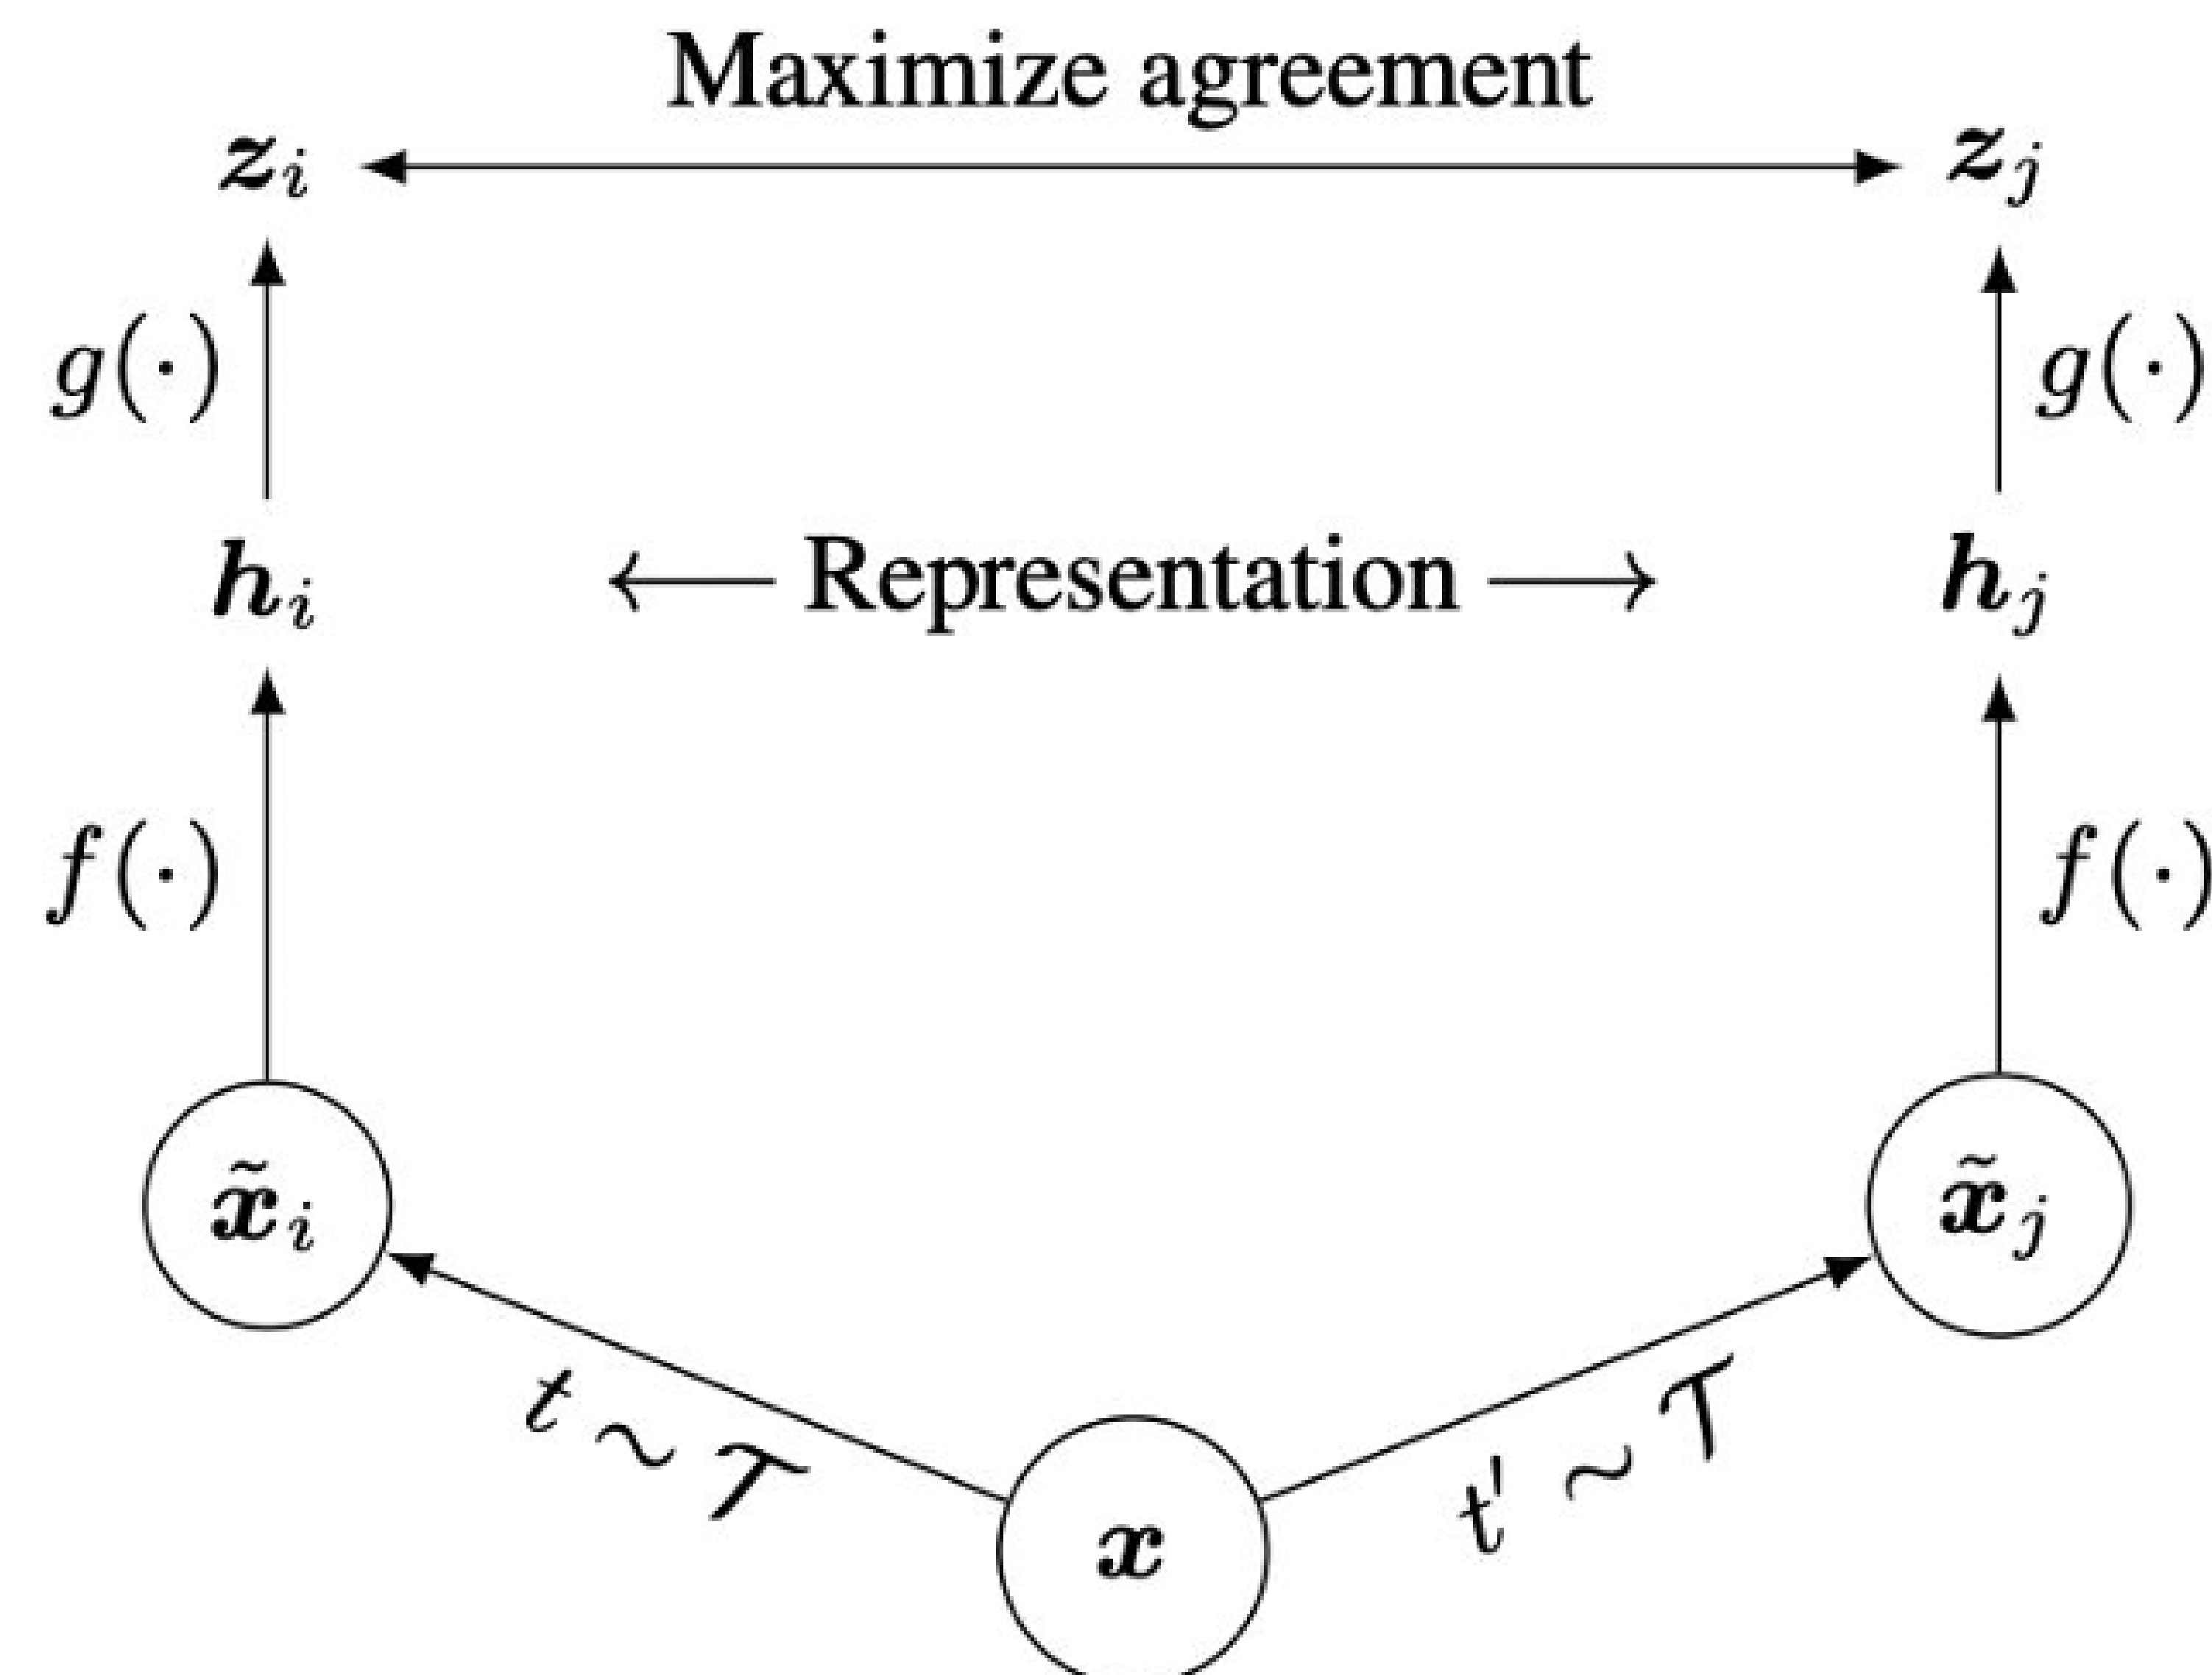 Maximize agreement
z_i z_j
g(·) g(·)
h_i ← Representation → h_j
f(·) f(·)
x̃_i x̃_j
t ~ 𝒯 t' ~ 𝒯
x